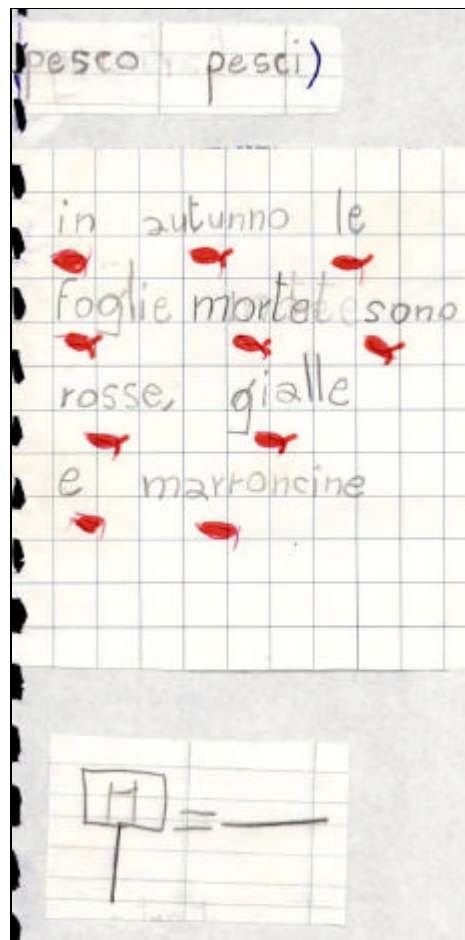 (pesco pesci)
in autunno le
foglie morte sono
rosse, gialle
e marroncine
H = —